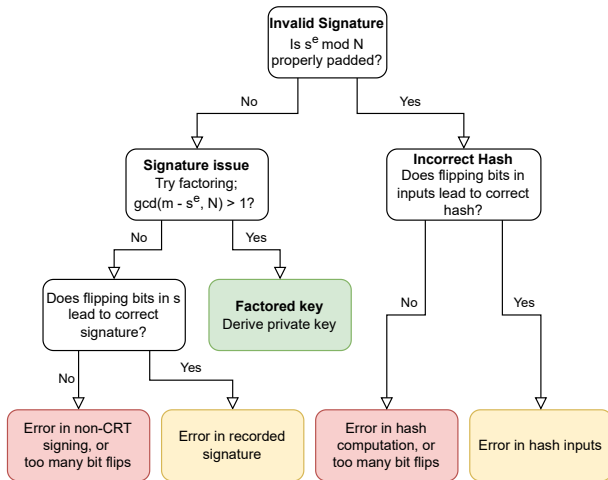 Invalid Signature
Is s^e mod N
properly padded?
No
Yes
Signature issue
Try factoring;
gcd(m - s^e, N) > 1?
Incorrect Hash
Does flipping bits in
inputs lead to correct
hash?
No
Yes
Does flipping bits in s
lead to correct
signature?
Factored key
Derive private key
No
Yes
No
Yes
Error in non-CRT
signing, or
too many bit flips
Error in recorded
signature
Error in hash
computation, or
too many bit flips
Error in hash inputs